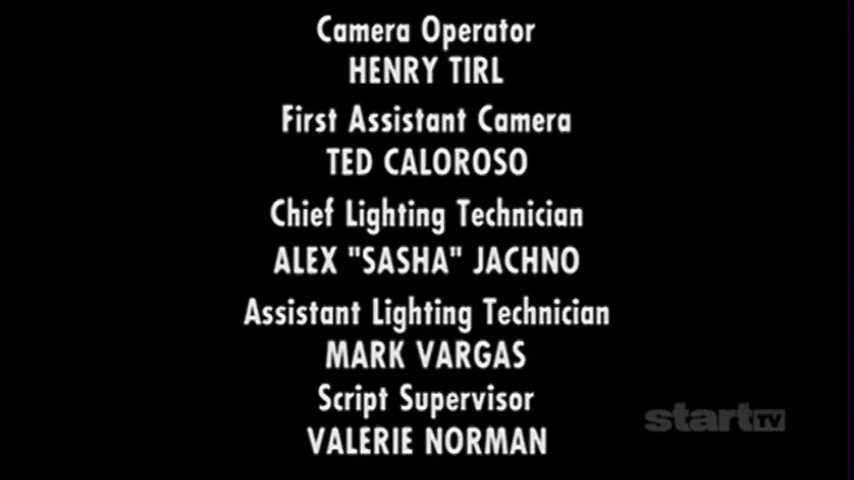 Camera Operator
HENRY TIRL
First Assistant Camera
TED CALOROSO
Chief Lighting Technician
ALEX "SASHA" JACHNO
Assistant Lighting Technician
MARK VARGAS
Script Supervisor
VALERIE NORMAN
start TV